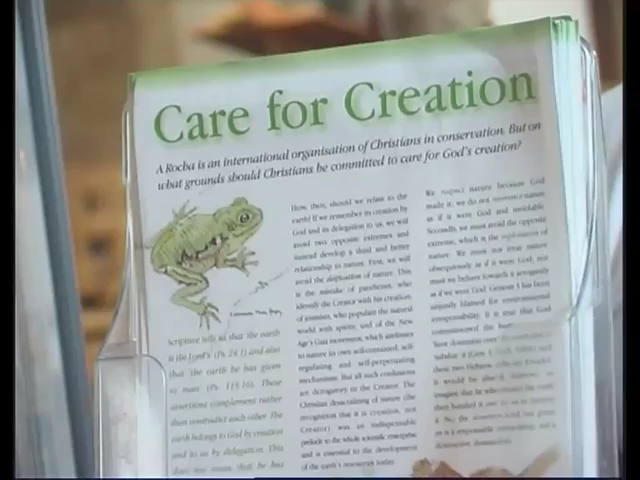 Care for Creation
A Rocha is an international organisation of Christians in conservation. But on
what grounds should Christians be committed to care for God's creation?
Scripture tells us that 'the earth
is the Lord's' (Ps. 24:1) and also
that 'the earth he has given
to man' (Ps. 115:16). These
assertions complement rather
than contradict each other. The
earth belongs to God by creation
and to us by delegation. This
does not mean that he has
How, then, should we relate to the
earth? If we remember its creation by
God and its delegation to us, we will
avoid two opposite extremes and
instead develop a third and better
relationship to nature. First, we will
avoid the deification of nature. This
is the mistake of pantheists, who
identify the Creator with his creation,
of animists, who populate the natural
world with spirits, and of the New
Age's Gaia movement, which attributes
to nature its own self-contained, self-
regulating and self-perpetuating
mechanism. But all such confusions
are derogatory to the Creator. The
Christian desacralizing of nature (the
recognition that it is creation, not
Creator) was an indispensable
prelude to the whole scientific enterprise
and is essential to the development
of the earth's resources today.
We respect nature because God
made it; we do not reverence nature
as if it were God and inviolable.
Secondly, we must avoid the opposite
extreme, which is the exploitation of
nature. We must not treat nature
obsequiously as if it were God, nor
must we behave towards it arrogantly
as if we were God. Genesis 1 has been
unjustly blamed for environmental
irresponsibility. It is true that God
commissioned the